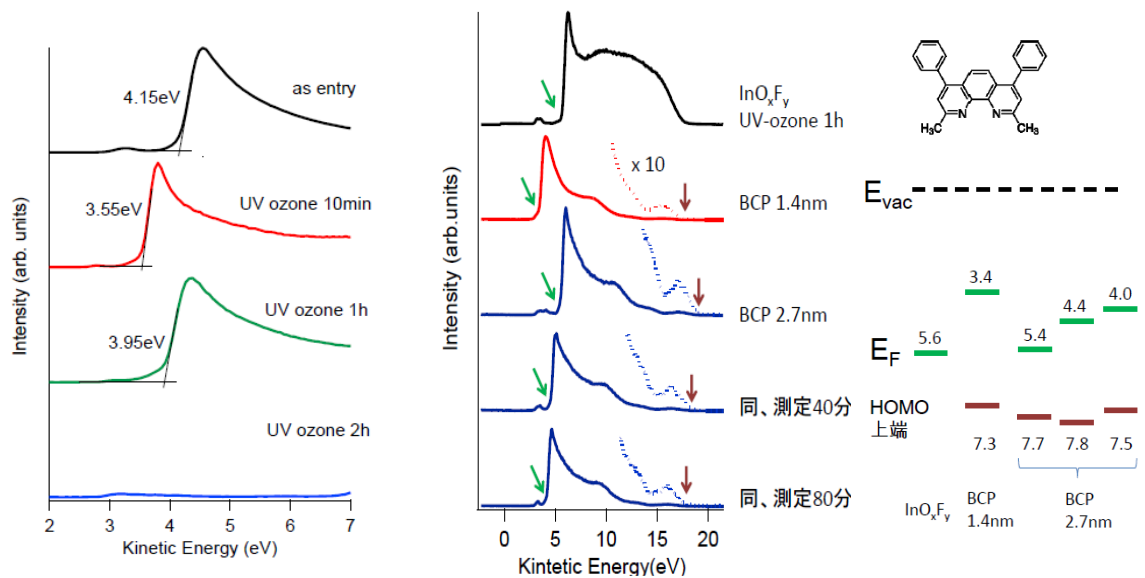 Intensity (arb. units)
as entry
4.15eV
UV ozone 10min
3.55eV
UV ozone 1h
3.95eV
UV ozone 2h
2 3 4 5 6 7
Kinetic Energy (eV)
Intensity (arb.units)
InOxFy
UV-ozone 1h
x 10
BCP 1.4nm
BCP 2.7nm
同、測定40分
同、測定80分
0 5 10 15 20
Kintetic Energy(eV)
H₃C N N CH₃
Evac
3.4
4.4 4.0
5.6 5.4
EF
HOMO
上端
7.3 7.7 7.8 7.5
InOxFy
BCP
1.4nm
BCP
2.7nm